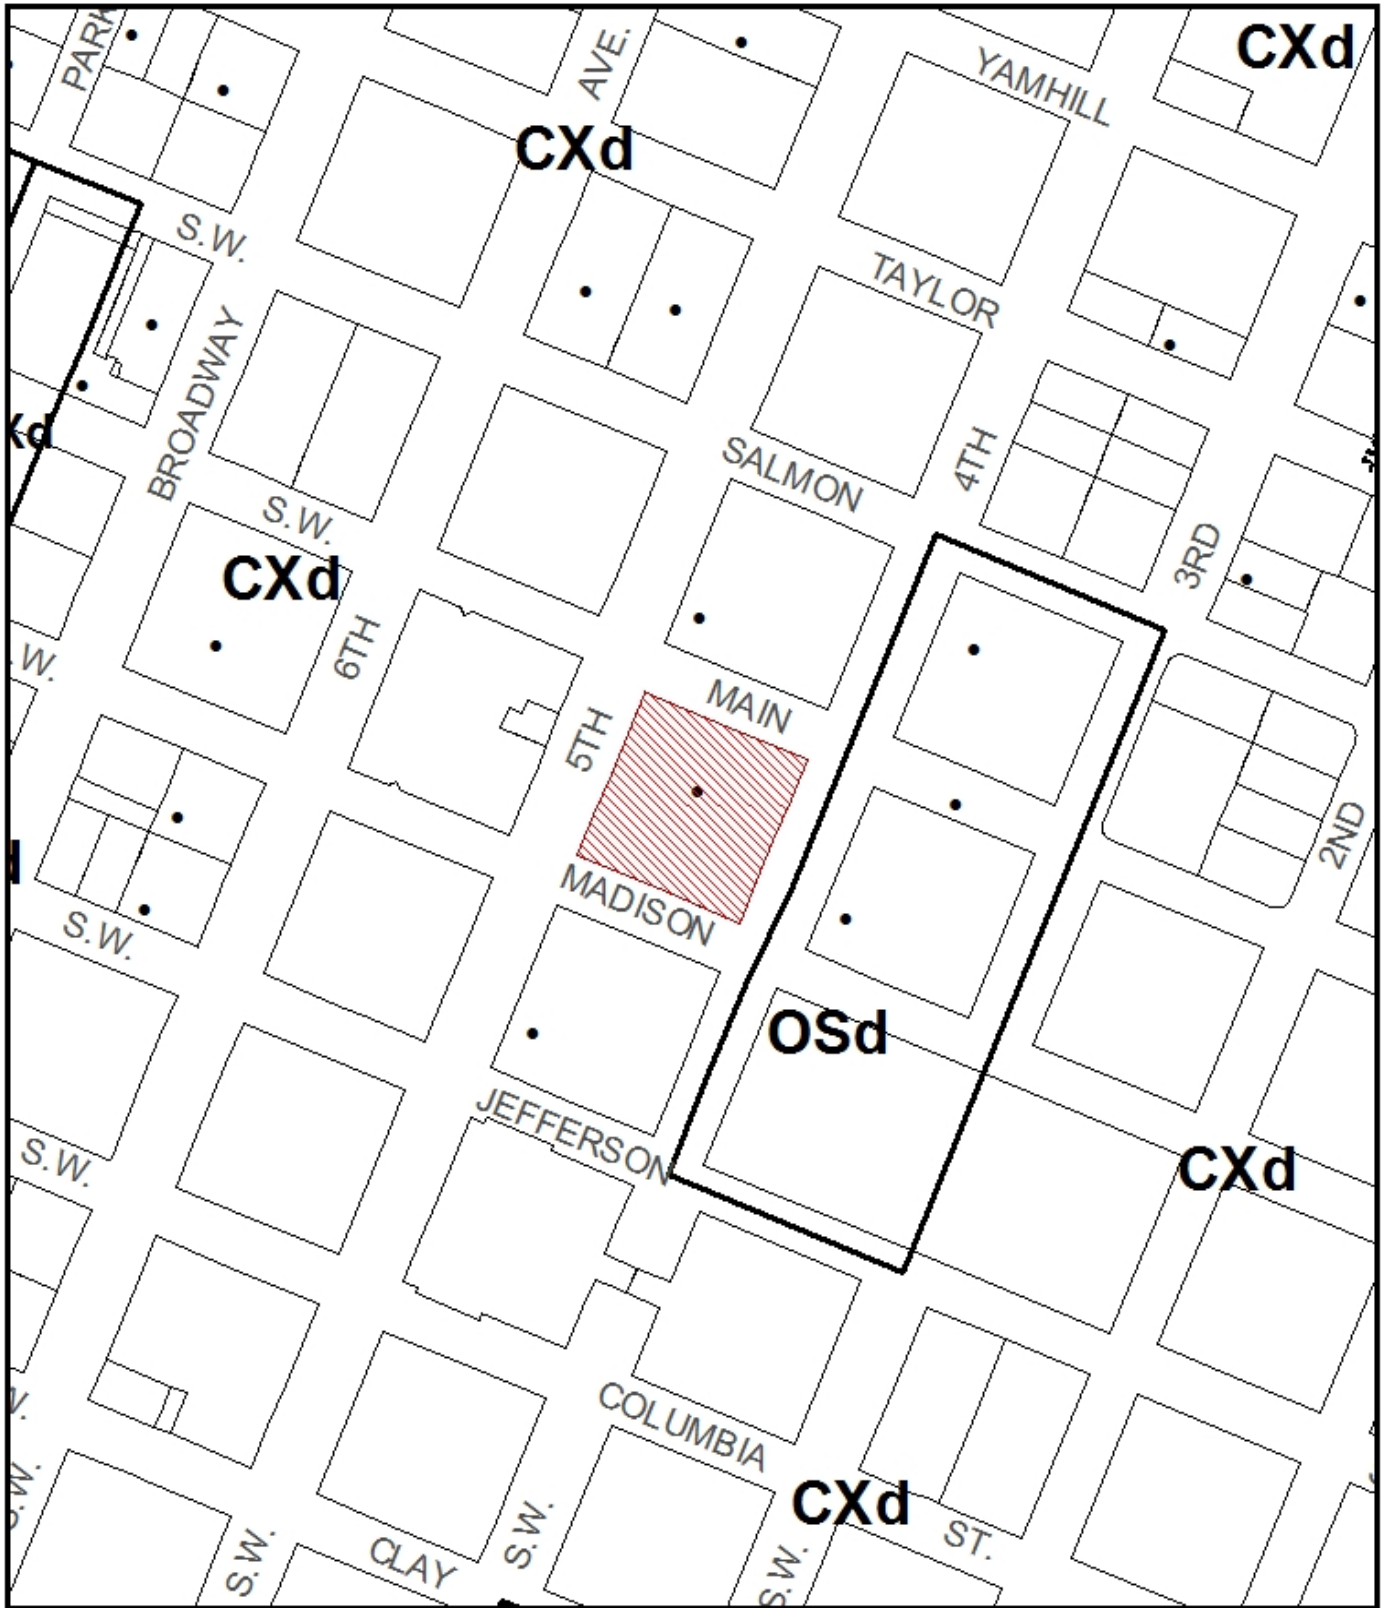 PARK
AVE.
YAMHILL
CXd
CXd
S.W.
TAYLOR
BROADWAY
Xd
SALMON
4TH
S.W.
3RD
CXd
6TH
W.
MAIN
5TH
2ND
d
MADISON
S.W.
OSd
JEFFERSON
S.W.
CXd
W.
COLUMBIA
S.W.
CXd
S.W.
ST.
S.W.
CLAY
S.W.